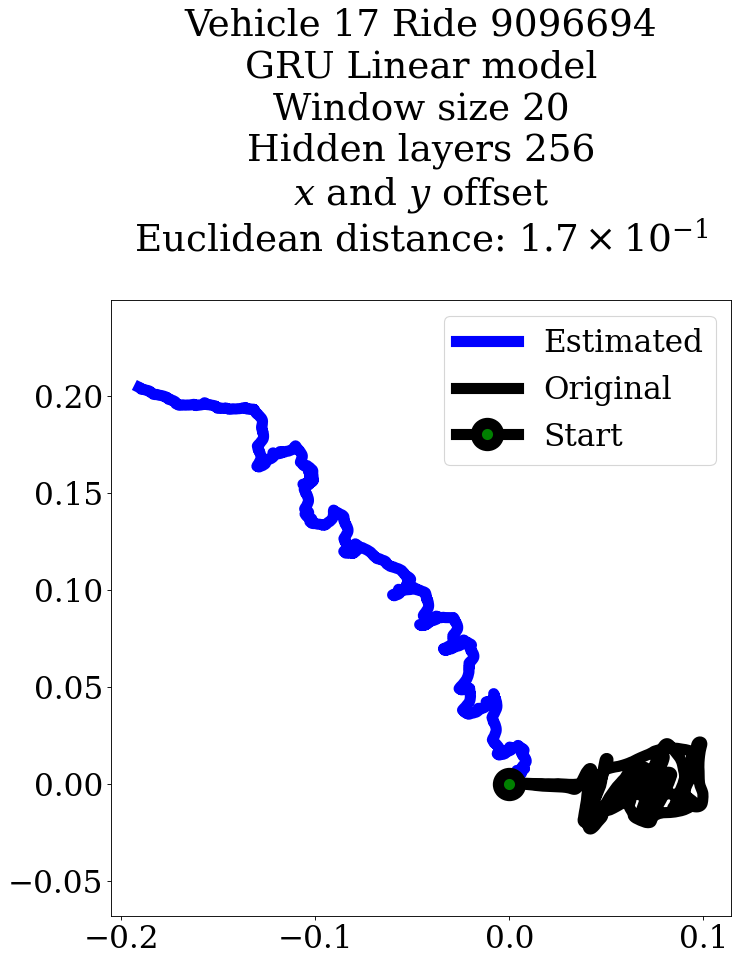 Vehicle 17 Ride 9096694
GRU Linear model
Window size 20
Hidden layers 256
x and y offset
Euclidean distance: 1.7 × 10⁻¹
Estimated
Original
Start
0.20
0.15
0.10
0.05
0.00
−0.05
−0.2
−0.1
0.0
0.1